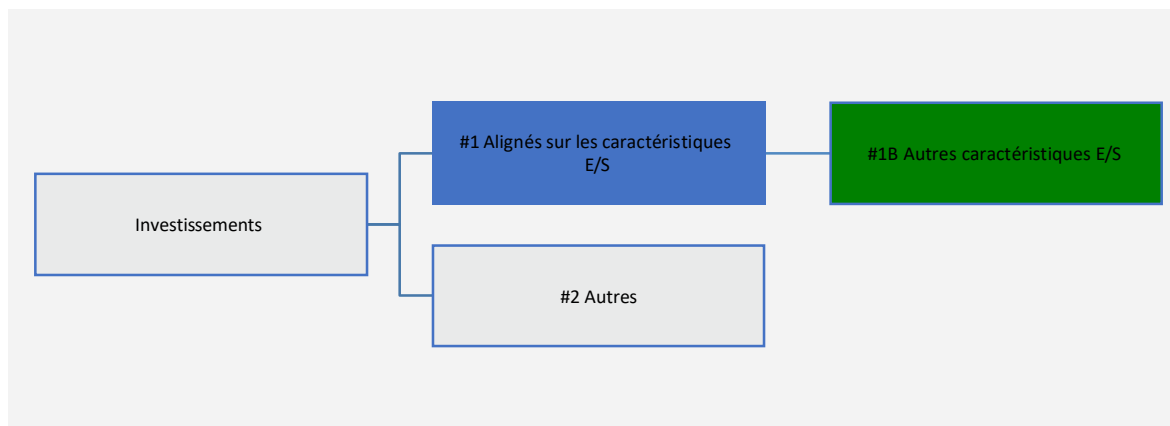 #1 Alignés sur les caractéristiques
E/S
#1B Autres caractéristiques E/S
Investissements
#2 Autres